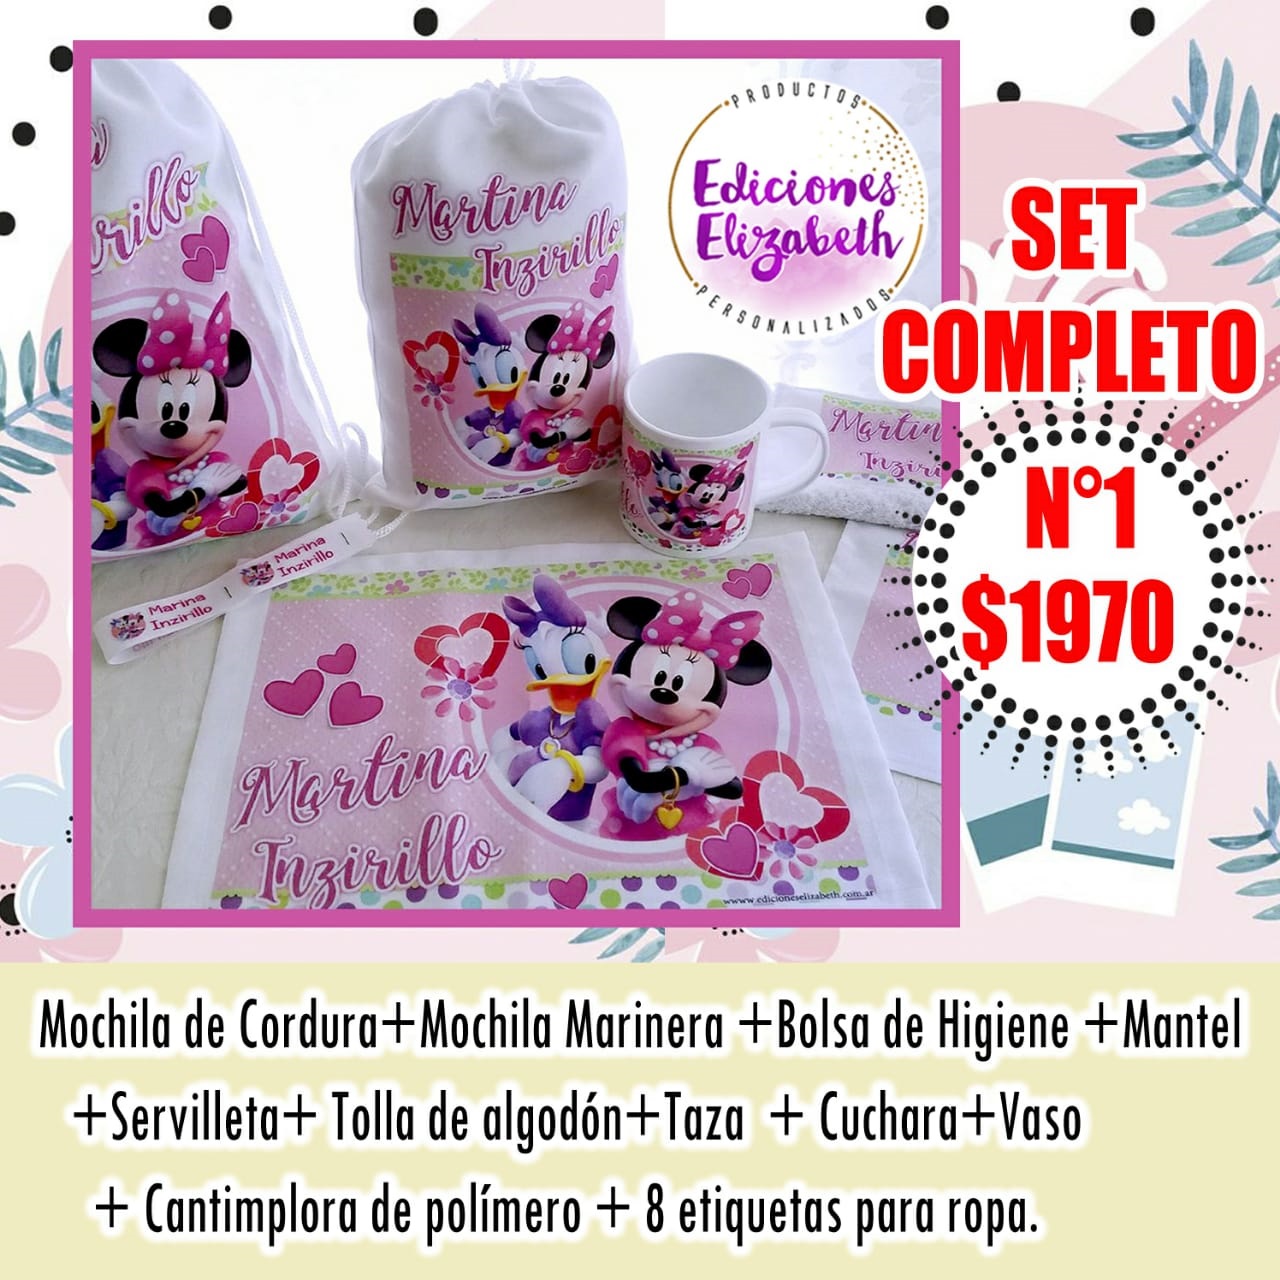 PRODUCTOS
Ediciones
Elizabeth
PERSONALIZADOS
SET
COMPLETO
N°1
$1970
Martina
Inzirillo
Martin
Inziri
Marina
Inzirillo
Marina
Inzirillo
Martina
Inzirillo
www.edicioneselizabeth.com.ar
Mochila de Cordura+Mochila Marinera +Bolsa de Higiene +Mantel
+Servilleta+ Tolla de algodón+Taza + Cuchara+Vaso
+ Cantimplora de polímero + 8 etiquetas para ropa.